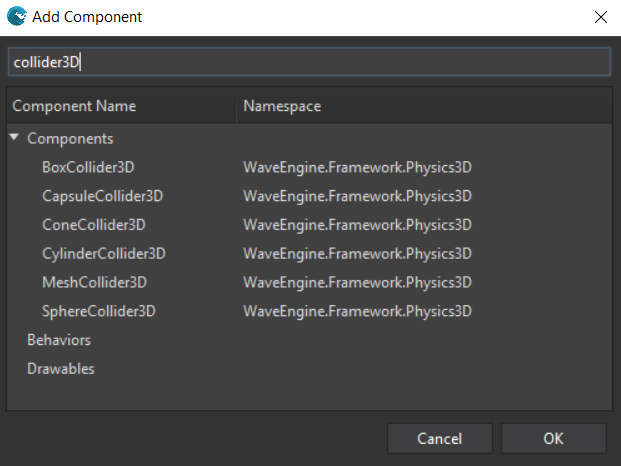 Add Component
collider3D
Component Name Namespace
Components
BoxCollider3D WaveEngine.Framework.Physics3D
CapsuleCollider3D WaveEngine.Framework.Physics3D
ConeCollider3D WaveEngine.Framework.Physics3D
CylinderCollider3D WaveEngine.Framework.Physics3D
MeshCollider3D WaveEngine.Framework.Physics3D
SphereCollider3D WaveEngine.Framework.Physics3D
Behaviors
Drawables
Cancel OK